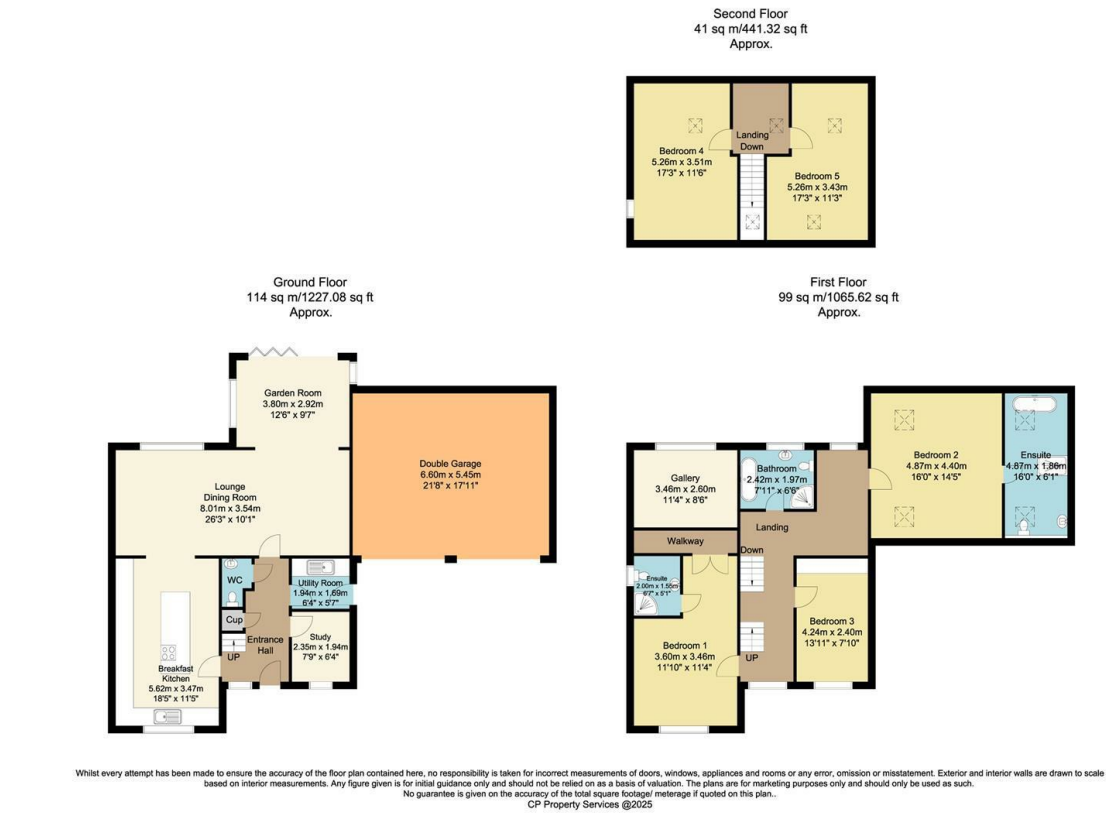 Second Floor
41 sq m/441.32 sq ft
Approx.
Landing
Down
Bedroom 4
5.26m x 3.51m
17'3" x 11'6"
Bedroom 5
5.26m x 3.43m
17'3" x 11'3"
Ground Floor
114 sq m/1227.08 sq ft
Approx.
Garden Room
3.80m x 2.92m
12'6" x 9'7"
Double Garage
6.60m x 5.45m
21'8" x 17'11"
Lounge
Dining Room
8.01m x 3.54m
26'3" x 10'1"
WC
Utility Room
1.94m x 1.69m
6'4" x 5'7"
Cup
Entrance
Hall
UP
Study
2.35m x 1.94m
7'9" x 6'4"
Breakfast
Kitchen
5.62m x 3.47m
18'5" x 11'5"
First Floor
99 sq m/1065.62 sq ft
Approx.
Bedroom 2
4.87m x 4.40m
16'0" x 14'5"
Ensuite
4.87m x 1.86m
16'0" x 6'1"
Gallery
3.46m x 2.60m
11'4" x 8'6"
Bathroom
2.42m x 1.97m
7'11" x 6'6"
Landing
Walkway
Down
Ensuite
2.00m x 1.55m
6'7" x 5'1"
Bedroom 3
4.24m x 2.40m
13'11" x 7'10"
Bedroom 1
3.60m x 3.46m
11'10" x 11'4"
UP
Whilst every attempt has been made to ensure the accuracy of the floor plan contained here, no responsibility is taken for incorrect measurements of doors, windows, appliances and rooms or any error, omission or misstatement. Exterior and interior walls are drawn to scale
based on interior measurements. Any figure given is for initial guidance only and should not be relied on as a basis of valuation. The plans are for marketing purposes only and should only be used as such.
No guarantee is given on the accuracy of the total square footage/ meterage if quoted on this plan..
CP Property Services @2025